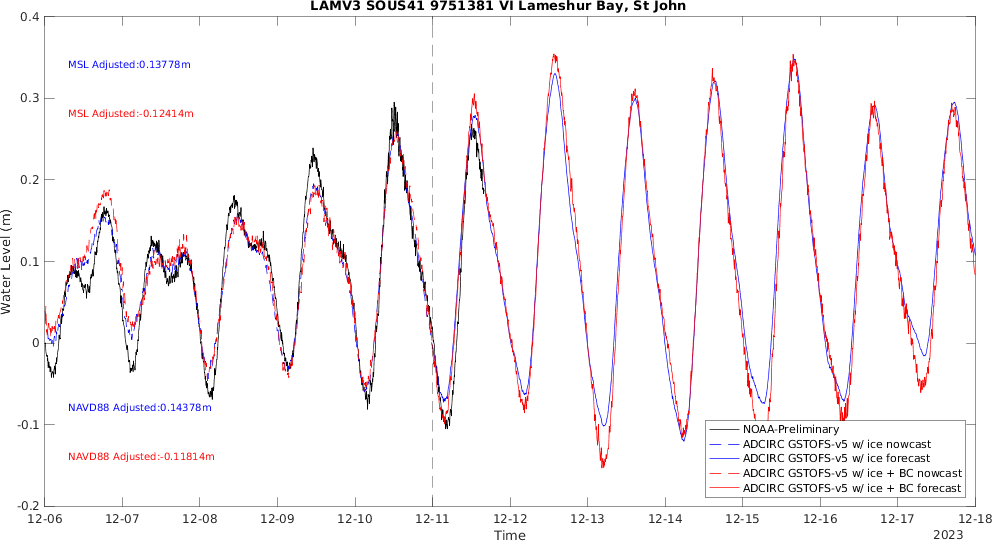 LAMV3 SOUS41 9751381 VI Lameshur Bay, St John
0.4
0.3
0.2
0.1
0
-0.1
-0.2
Water Level (m)
MSL Adjusted:0.13778m
MSL Adjusted:-0.12414m
NAVD88 Adjusted:0.14378m
NAVD88 Adjusted:-0.11814m
NOAA-Preliminary
ADCIRC GSTOFS-v5 w/ ice nowcast
ADCIRC GSTOFS-v5 w/ ice forecast
ADCIRC GSTOFS-v5 w/ ice + BC nowcast
ADCIRC GSTOFS-v5 w/ ice + BC forecast
12-06 12-07 12-08 12-09 12-10 12-11 12-12 12-13 12-14 12-15 12-16 12-17 12-18
Time
2023